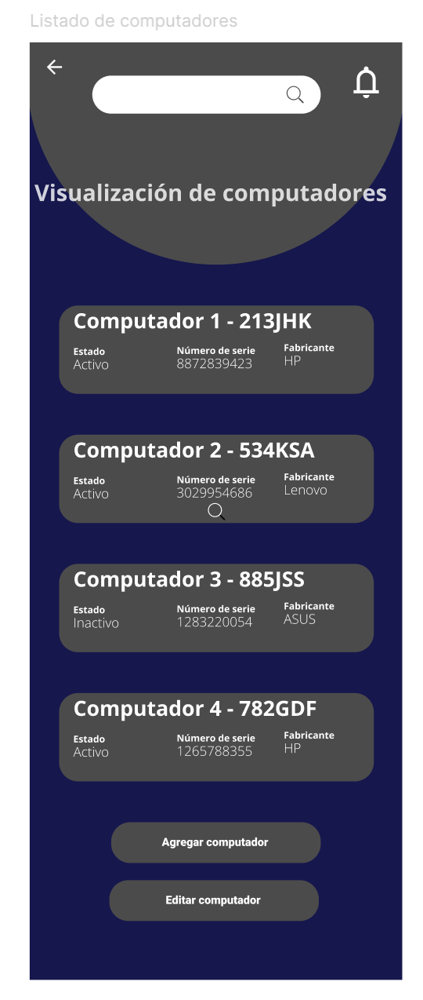 Listado de computadores
Visualización de computadores
Computador 1 - 213JHK
Estado
Activo
Número de serie
8872839423
Fabricante
HP
Computador 2 - 534KSA
Estado
Activo
Número de serie
3029954686
Fabricante
Lenovo
Computador 3 - 885JSS
Estado
Inactivo
Número de serie
1283220054
Fabricante
ASUS
Computador 4 - 782GDF
Estado
Activo
Número de serie
1265788355
Fabricante
HP
Agregar computador
Editar computador